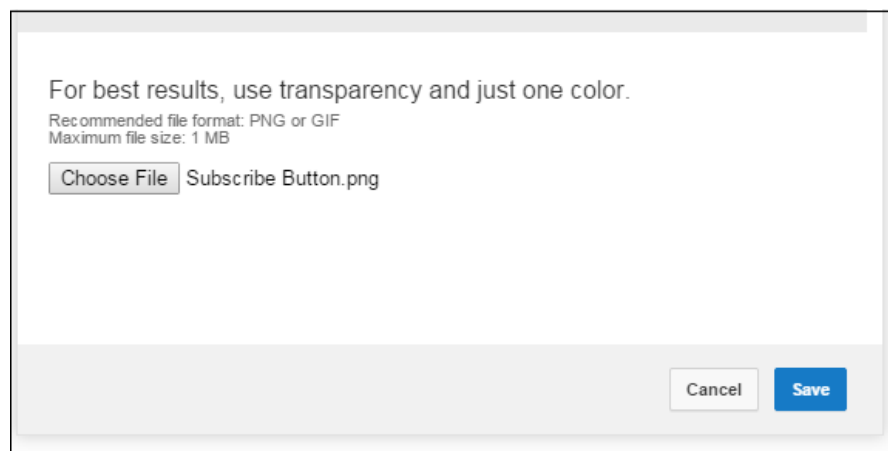 For best results, use transparency and just one color.
Recommended file format: PNG or GIF
Maximum file size: 1 MB
Choose File Subscribe Button.png
Cancel Save